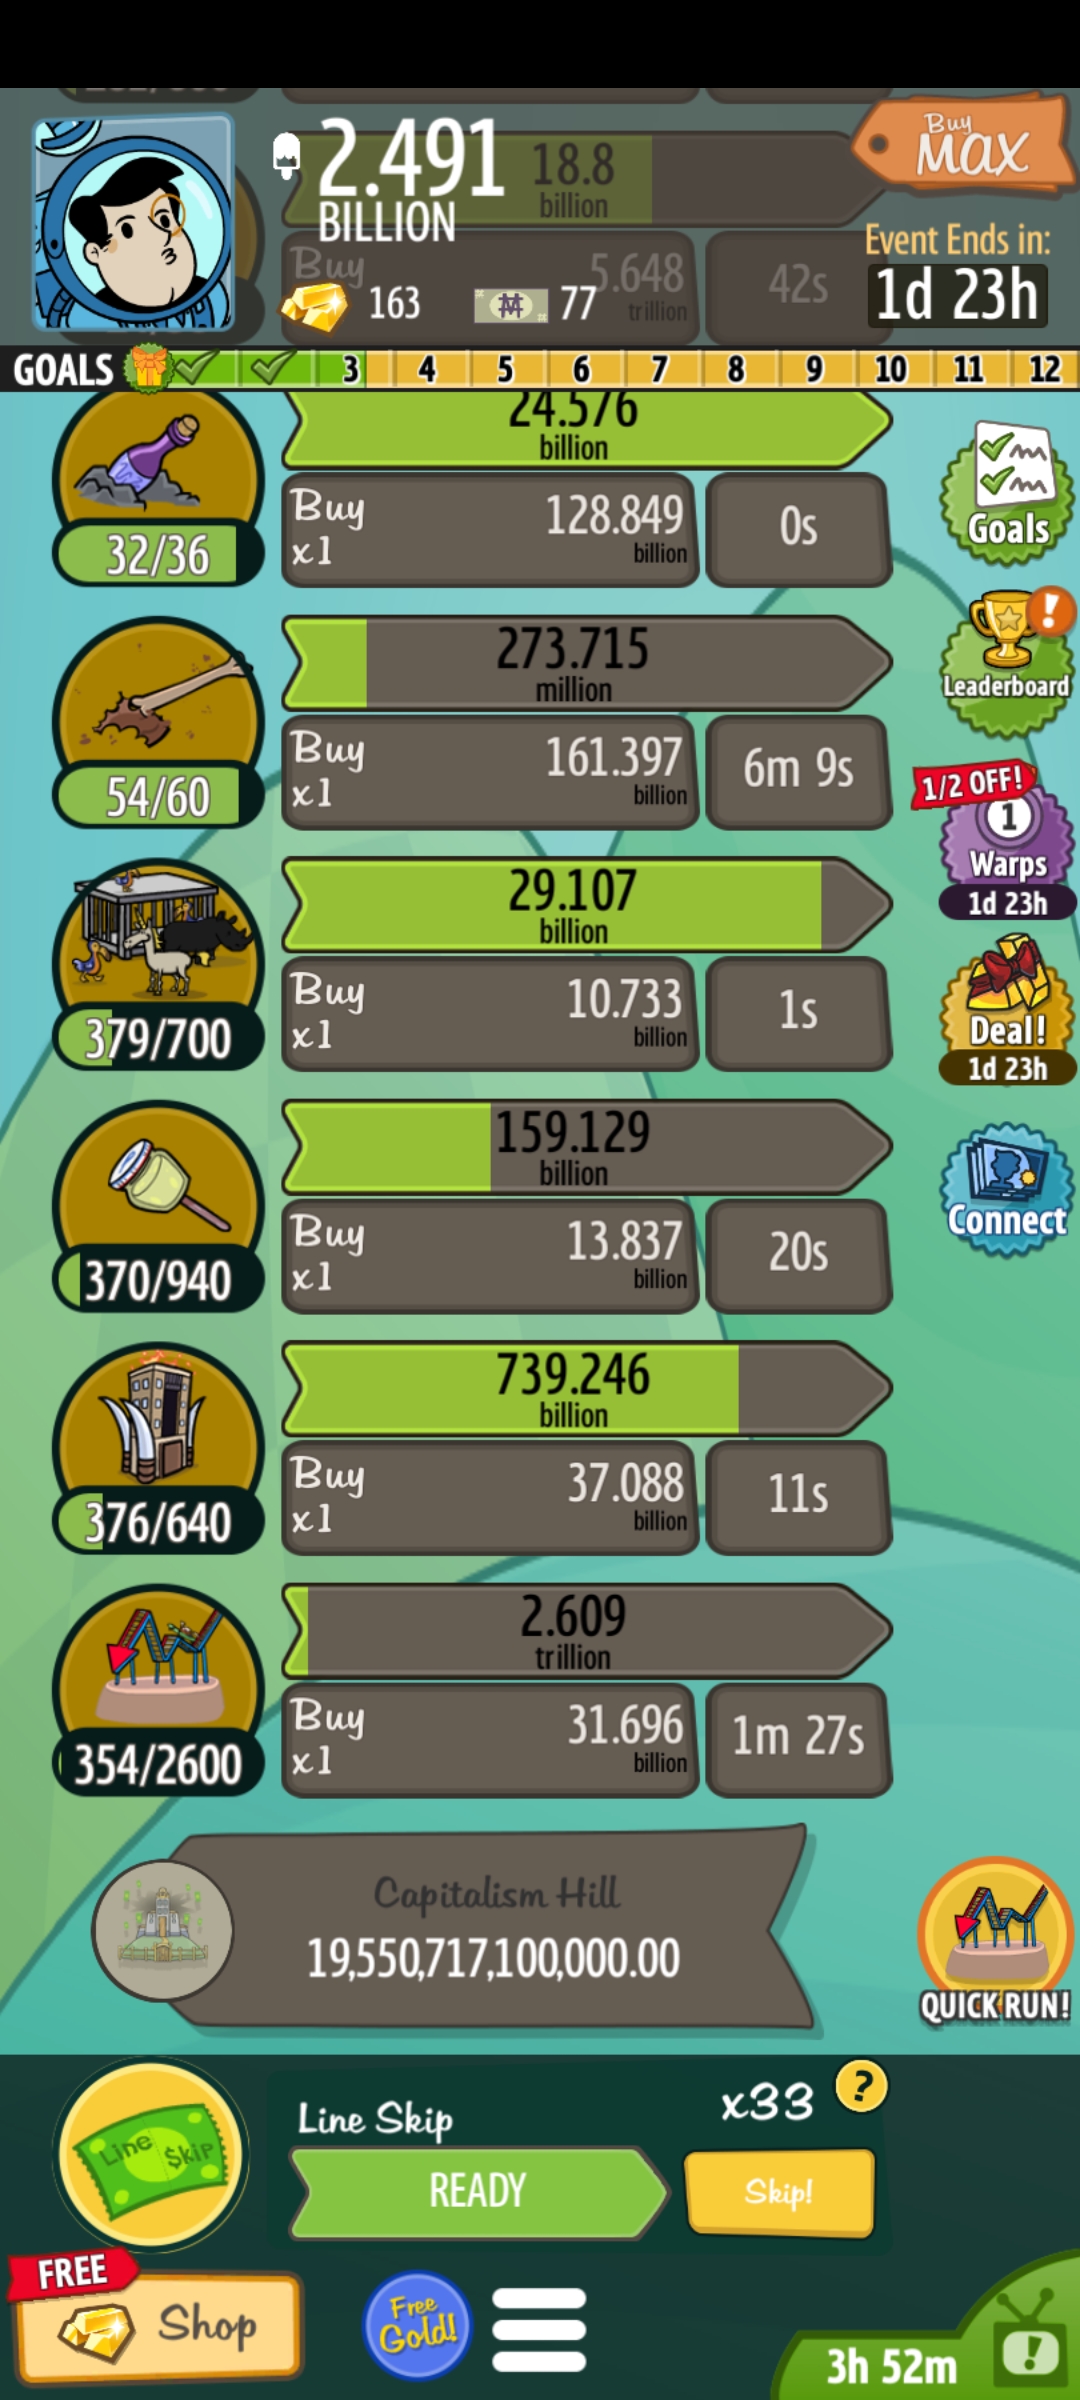 2.491
BILLION
18.8
billion
Buy
MAX
Buy
5.648
trillion
42s
163
77
Event Ends in:
1d 23h
GOALS
3
4
5
6
7
8
9
10
11
12
24.576
billion
Buy
x1
128.849
billion
0s
32/36
Goals
273.715
million
Buy
x1
161.397
billion
6m 9s
54/60
!
Leaderboard
1/2 OFF!
1
Warps
1d 23h
29.107
billion
Buy
x1
10.733
billion
1s
379/700
Deal!
1d 23h
159.129
billion
Buy
x1
13.837
billion
20s
370/940
Connect
739.246
billion
Buy
x1
37.088
billion
11s
376/640
2.609
trillion
Buy
x1
31.696
billion
1m 27s
354/2600
Capitalism Hill
19,550,717,100,000.00
QUICK RUN!
Line $kip
Line Skip
x33
?
READY
Skip!
FREE
Shop
Free
Gold!
3h 52m
!